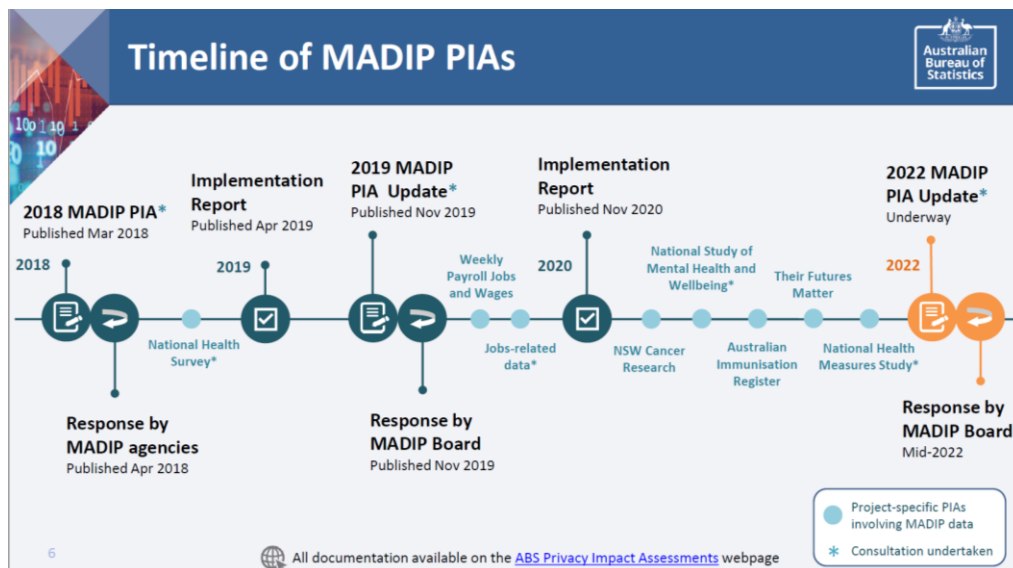 Timeline of MADIP PIAs
Australian
Bureau of
Statistics
2018 MADIP PIA*
Published Mar 2018
2018
Response by
MADIP agencies
Published Apr 2018
National Health
Survey*
Implementation
Report
Published Apr 2019
2019
2019 MADIP
PIA Update*
Published Nov 2019
Response by
MADIP Board
Published Nov 2019
Weekly
Payroll Jobs
and Wages
Jobs-related
data*
Implementation
Report
Published Nov 2020
2020
NSW Cancer
Research
National Study of
Mental Health and
Wellbeing*
Australian
Immunisation
Register
Their Futures
Matter
National Health
Measures Study*
2022 MADIP
PIA Update*
Underway
2022
Response by
MADIP Board
Mid-2022
Project-specific PIAs
involving MADIP data
* Consultation undertaken
6
All documentation available on the ABS Privacy Impact Assessments webpage